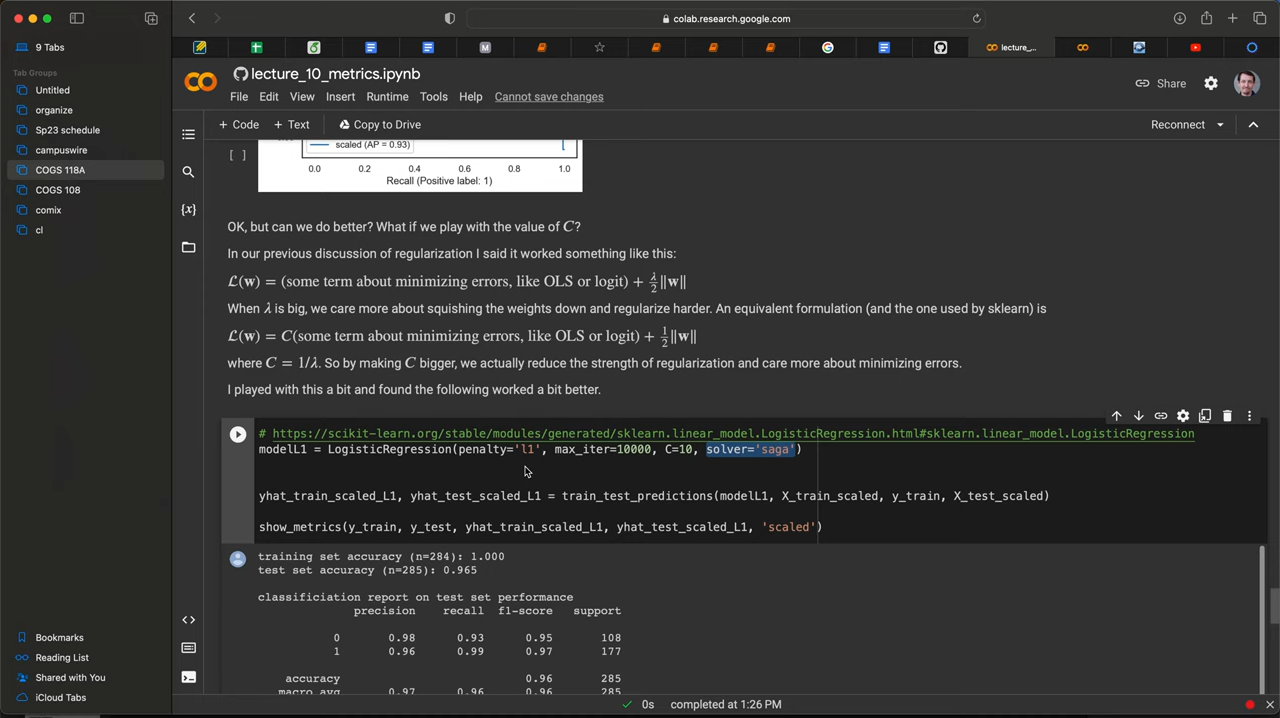 colab.research.google.com
9 Tabs
Tab Groups
Untitled
organize
Sp23 schedule
campuswire
COGS 118A
COGS 108
comix
cl
Bookmarks
Reading List
Shared with You
iCloud Tabs
lecture_...
lecture_10_metrics.ipynb
File Edit View Insert Runtime Tools Help Cannot save changes
Share
+ Code + Text Copy to Drive
Reconnect
scaled (AP = 0.93)
[ ]
0.0 0.2 0.4 0.6 0.8 1.0
Recall (Positive label: 1)
OK, but can we do better? What if we play with the value of C?
In our previous discussion of regularization I said it worked something like this:
ℒ(w) = (some term about minimizing errors, like OLS or logit) + λ/2 ||w||
When λ is big, we care more about squishing the weights down and regularize harder. An equivalent formulation (and the one used by sklearn) is
ℒ(w) = C(some term about minimizing errors, like OLS or logit) + 1/2 ||w||
where C = 1/λ. So by making C bigger, we actually reduce the strength of regularization and care more about minimizing errors.
I played with this a bit and found the following worked a bit better.
# https://scikit-learn.org/stable/modules/generated/sklearn.linear_model.LogisticRegression.html#sklearn.linear_model.LogisticRegression
modelL1 = LogisticRegression(penalty='l1', max_iter=10000, C=10, solver='saga')
yhat_train_scaled_L1, yhat_test_scaled_L1 = train_test_predictions(modelL1, X_train_scaled, y_train, X_test_scaled)
show_metrics(y_train, y_test, yhat_train_scaled_L1, yhat_test_scaled_L1, 'scaled')
training set accuracy (n=284): 1.000
test set accuracy (n=285): 0.965
classificiation report on test set performance
precision recall f1-score support
0 0.98 0.93 0.95 108
1 0.96 0.99 0.97 177
accuracy 0.96 285
macro avg 0.97 0.96 0.96 285
0s completed at 1:26 PM